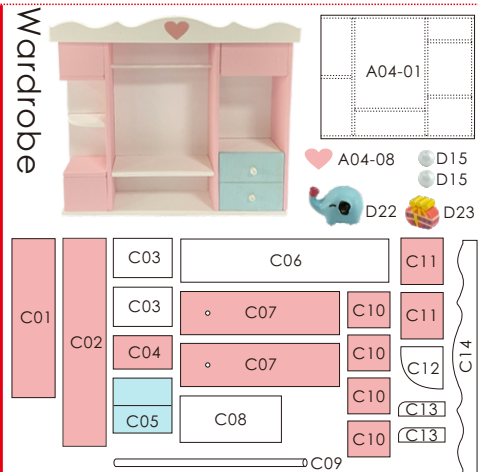 Wardrobe
A04-01
A04-08
D15
D15
D22
D23
C01
C02
C03
C06
C11
C03
C07
C10
C11
C04
C07
C10
C12
C14
C05
C08
C10
C13
C13
C10
C09